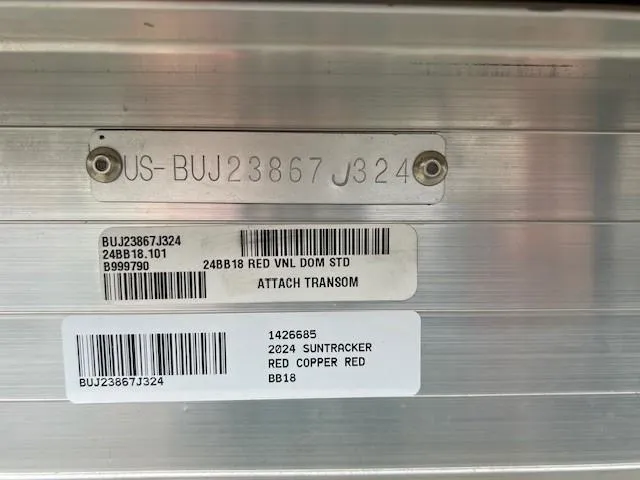 US-BUJ23867J324
BUJ23867J324
24BB18.101
B999790
24BB18 RED VNL DOM STD
ATTACH TRANSOM
1426685
2024 SUNTRACKER
RED COPPER RED
BB18
BUJ23867J324